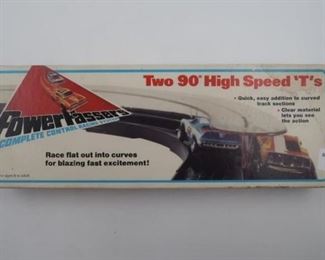 Two 90° High Speed 'T's
• Quick, easy addition to curved
track sections
• Clear material
lets you see
the action
PowerPassers
COMPLETE CONTROL
Race flat out into curves
for blazing fast excitement!